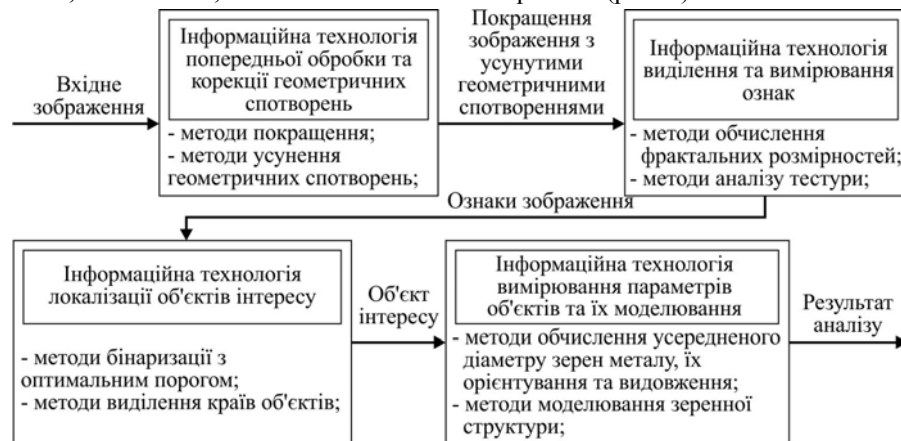 Вхідне
зображення
Інформаційна технологія
попередньої обробки та
корекції геометричних
спотворень
- методи покращення;
- методи усунення
геометричних спотворень;
Покращення
зображення з
усунутими
геометричними
спотвореннями
Інформаційна технологія
виділення та вимірювання
ознак
- методи обчислення
фрактальних розмірностей;
- методи аналізу тестури;
Ознаки зображення
Інформаційна технологія
локалізації об'єктів інтересу
- методи бінаризації з
оптимальним порогом;
- методи виділення країв об'єктів;
Об'єкт
інтересу
Інформаційна технологія
вимірювання параметрів
об'єктів та їх моделювання
- методи обчислення усередненого
діаметру зерен металу, їх
орієнтування та видовження;
- методи моделювання зеренної
структури;
Результат
аналізу